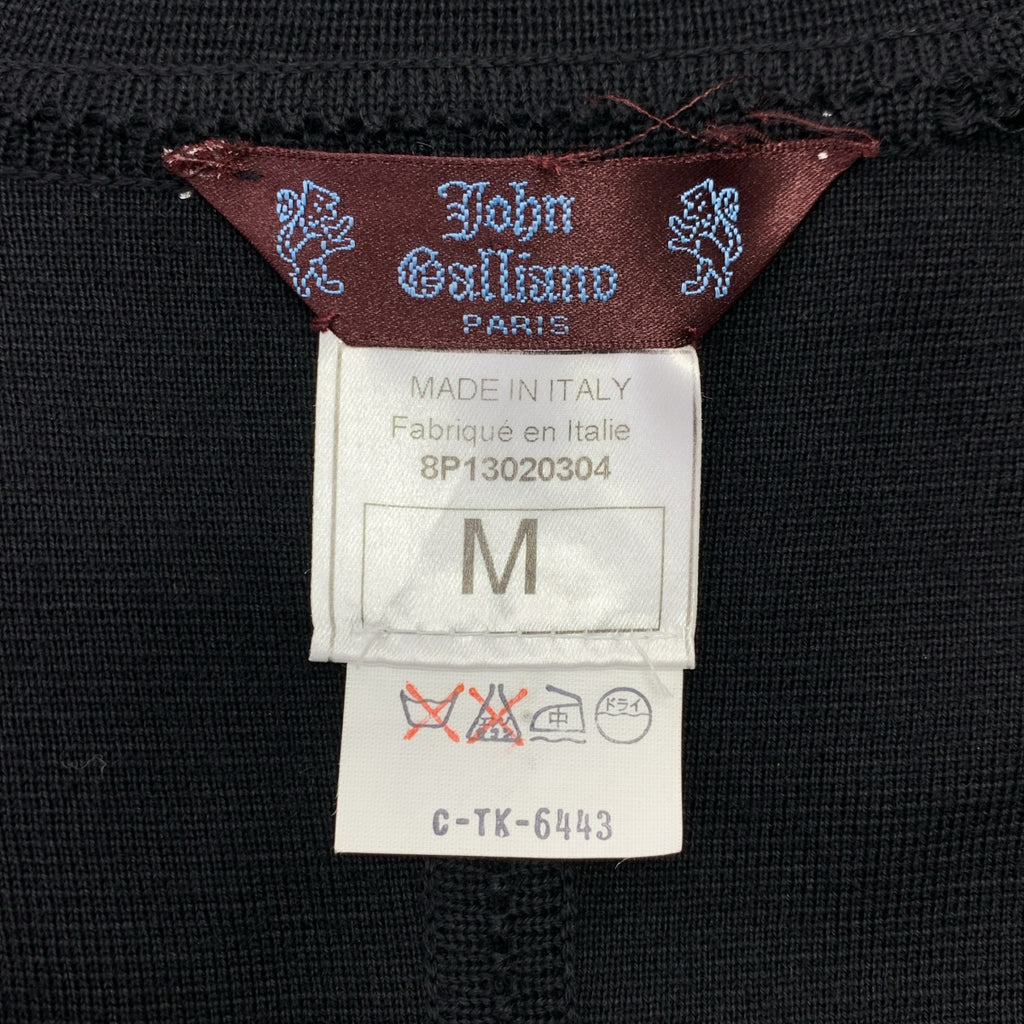 John
Galliano
PARIS
MADE IN ITALY
Fabriqué en Italie
8P13020304
M
中 ドライ
C-TK-6443